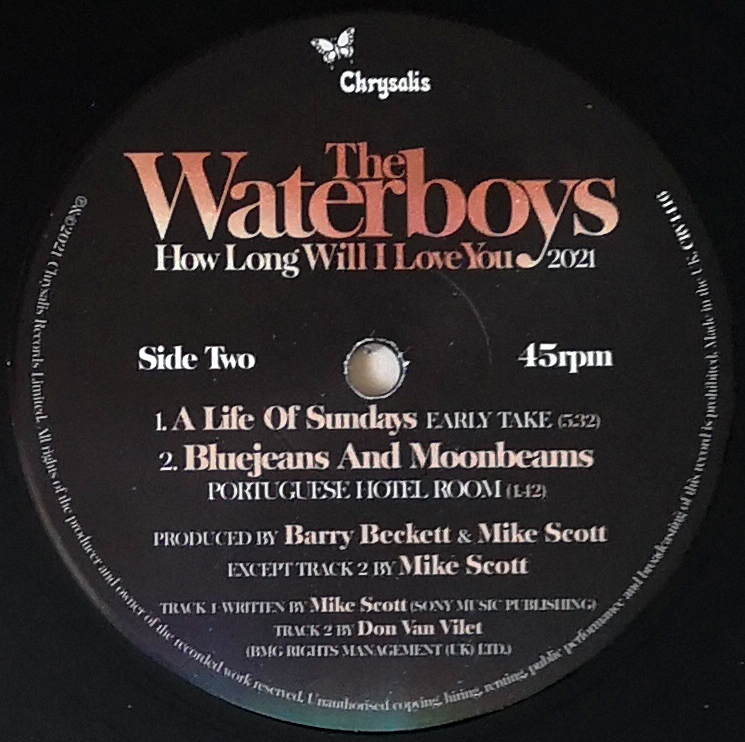 Chrysalis
The
Waterboys
How Long Will I Love You 2021
Side Two
45rpm
1. A Life Of Sundays EARLY TAKE (5:32)
2. Bluejeans And Moonbeams
PORTUGUESE HOTEL ROOM (1:42)
PRODUCED BY Barry Beckett & Mike Scott
EXCEPT TRACK 2 BY Mike Scott
TRACK 1 WRITTEN BY Mike Scott (SONY MUSIC PUBLISHING)
TRACK 2 BY Don Van Vilet
(BMG RIGHTS MANAGEMENT (UK) LTD.)
℗&©2021 Chrysalis Records Limited. All rights of the producer and owner of the recorded work reserved. Unauthorised copying, hiring, renting, public performance and broadcasting of this record is prohibited. Made in the UK.